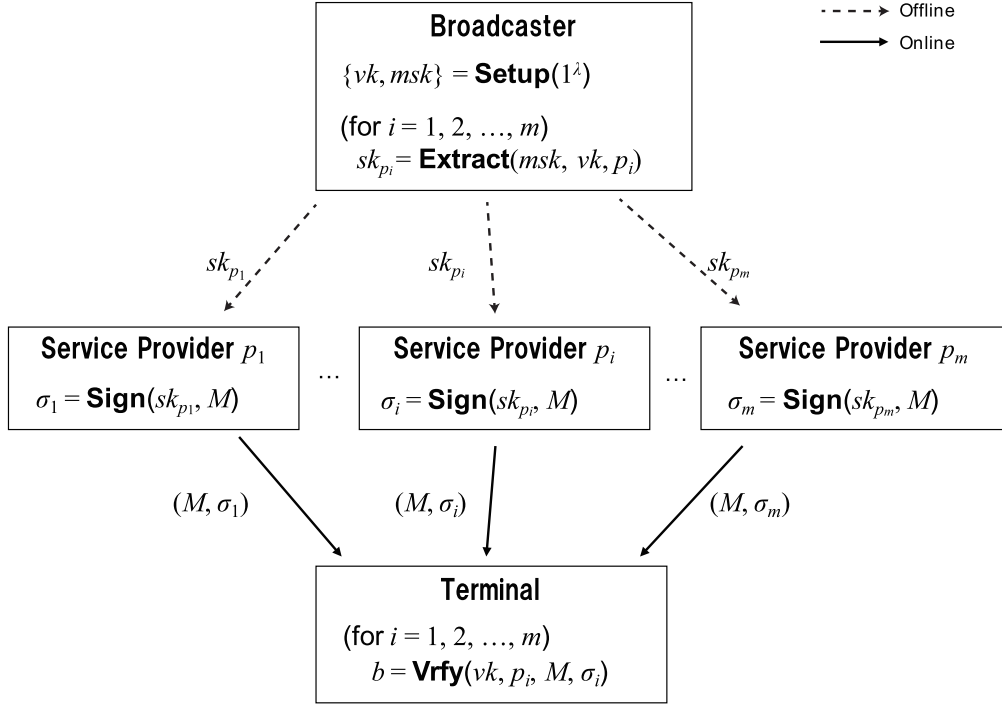 Broadcaster
{vk, msk} = Setup(1^λ)
(for i = 1, 2, …, m)
sk_{p_i} = Extract(msk, vk, p_i)
Offline
Online
sk_{p_1}
sk_{p_i}
sk_{p_m}
Service Provider p_1
σ_1 = Sign(sk_{p_1}, M)
…
Service Provider p_i
σ_i = Sign(sk_{p_i}, M)
…
Service Provider p_m
σ_m = Sign(sk_{p_m}, M)
(M, σ_1)
(M, σ_i)
(M, σ_m)
Terminal
(for i = 1, 2, …, m)
b = Vrfy(vk, p_i, M, σ_i)